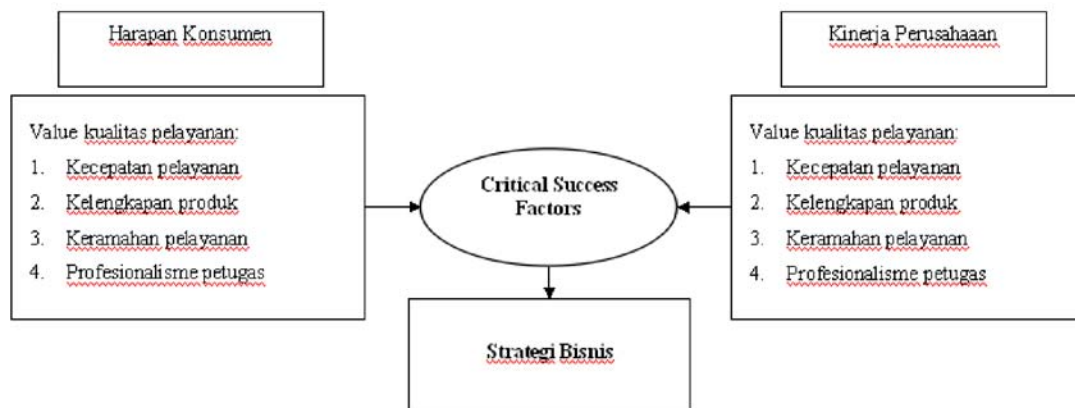 Harapan Konsumen
Value kualitas pelayanan:
1. Kecepatan pelayanan
2. Kelengkapan produk
3. Keramahan pelayanan
4. Profesionalisme petugas
Critical Success
Factors
Strategi Bisnis
Kinerja Perusahaaan
Value kualitas pelayanan:
1. Kecepatan pelayanan
2. Kelengkapan produk
3. Keramahan pelayanan
4. Profesionalisme petugas